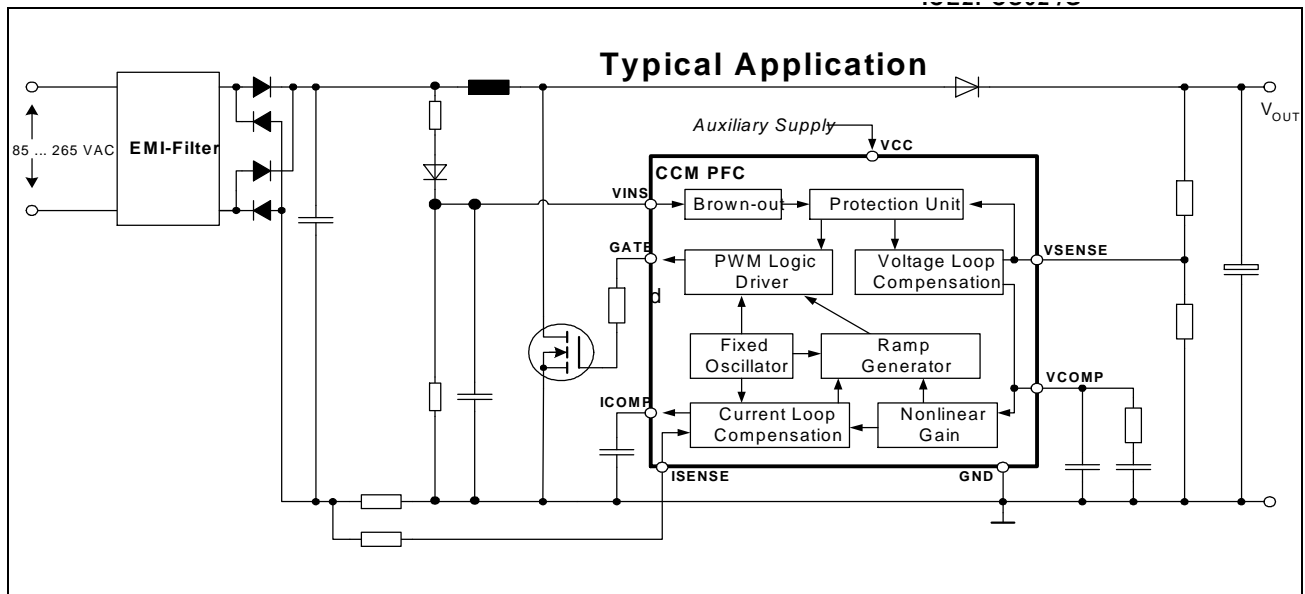 Typical Application
Auxiliary Supply
VCC
V OUT
85 ... 265 VAC
EMI-Filter
CCM PFC
VINS
Brown-out
Protection Unit
GATE
PWM Logic
Driver
Voltage Loop
Compensation
VSENSE
d
Fixed
Oscillator
Ramp
Generator
VCOMP
ICOMP
Current Loop
Compensation
Nonlinear
Gain
ISENSE
GND